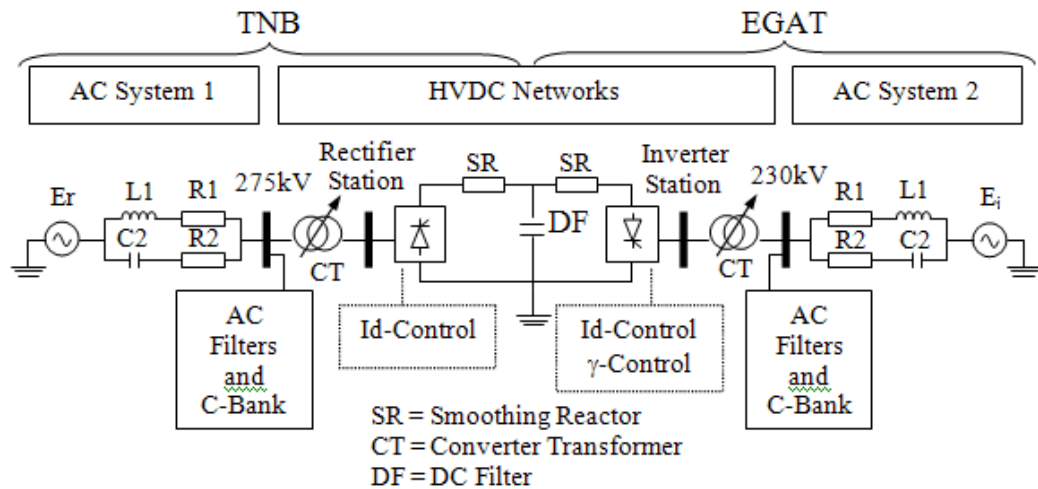 TNB
EGAT
AC System 1
HVDC Networks
AC System 2
Rectifier
Station
SR
SR
Inverter
Station
275kV
230kV
Er
L1
R1
C2
R2
CT
DF
CT
R1
L1
R2
C2
Ei
AC
Filters
and
C-Bank
Id-Control
Id-Control
γ-Control
AC
Filters
and
C-Bank
SR = Smoothing Reactor
CT = Converter Transformer
DF = DC Filter